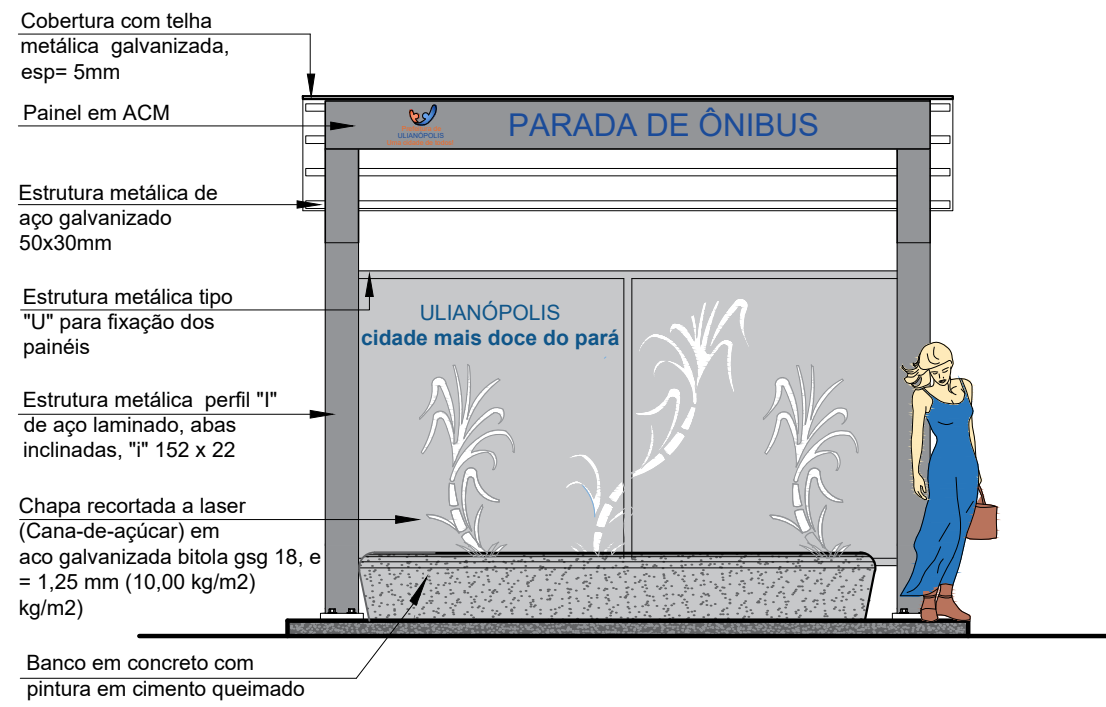 Cobertura com telha
metálica galvanizada,
esp= 5mm
Painel em ACM
Estrutura metálica de
aço galvanizado
50x30mm
Estrutura metálica tipo
"U" para fixação dos
painéis
Estrutura metálica perfil "I"
de aço laminado, abas
inclinadas, "i" 152 x 22
Chapa recortada a laser
(Cana-de-açúcar) em
aco galvanizada bitola gsg 18, e
= 1,25 mm (10,00 kg/m2)
kg/m2)
Banco em concreto com
pintura em cimento queimado
ULIANÓPOLIS
PARADA DE ÔNIBUS
ULIANÓPOLIS
cidade mais doce do pará